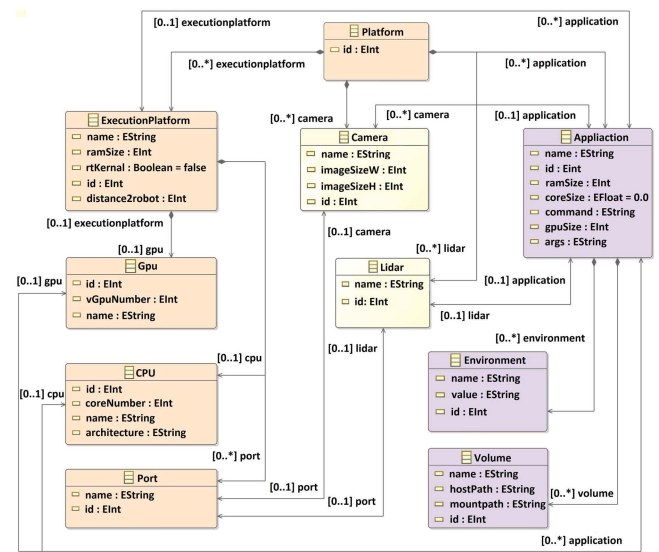 [0..1] executionplatform
[0..*] application
Platform
id : EInt
[0..*] executionplatform
[0..*] application
[0..*] camera
[0..*] camera
[0..1] application
ExecutionPlatform
name : EString
ramSize : EInt
rtKernal : Boolean = false
id : EInt
distance2robot : EInt
Camera
name : EString
imageSizeW : EInt
imageSizeH : EInt
id : EInt
Appliaction
name : EString
id : Eint
ramSize : EInt
coreSize : EFloat = 0.0
command : EString
gpuSize : EInt
args : EString
[0..1] executionplatform
[0..1] camera
[0..1] gpu
[0..*] lidar
[0..1] gpu
Gpu
id : EInt
vGpuNumber : EInt
name : EString
Lidar
name : EString
id: EInt
[0..1] application
[0..1] lidar
[0..*] environment
[0..1] lidar
[0..1] cpu
[0..1] cpu
CPU
id : EInt
coreNumber : EInt
name : EString
architecture : EString
Environment
name : EString
value : EString
id : EInt
[0..*] port
Port
name : EString
id : EInt
[0..1] port
[0..1] port
Volume
name : EString
hostPath : EString
mountpath : EString
id : EInt
[0..*] volume
[0..*] application